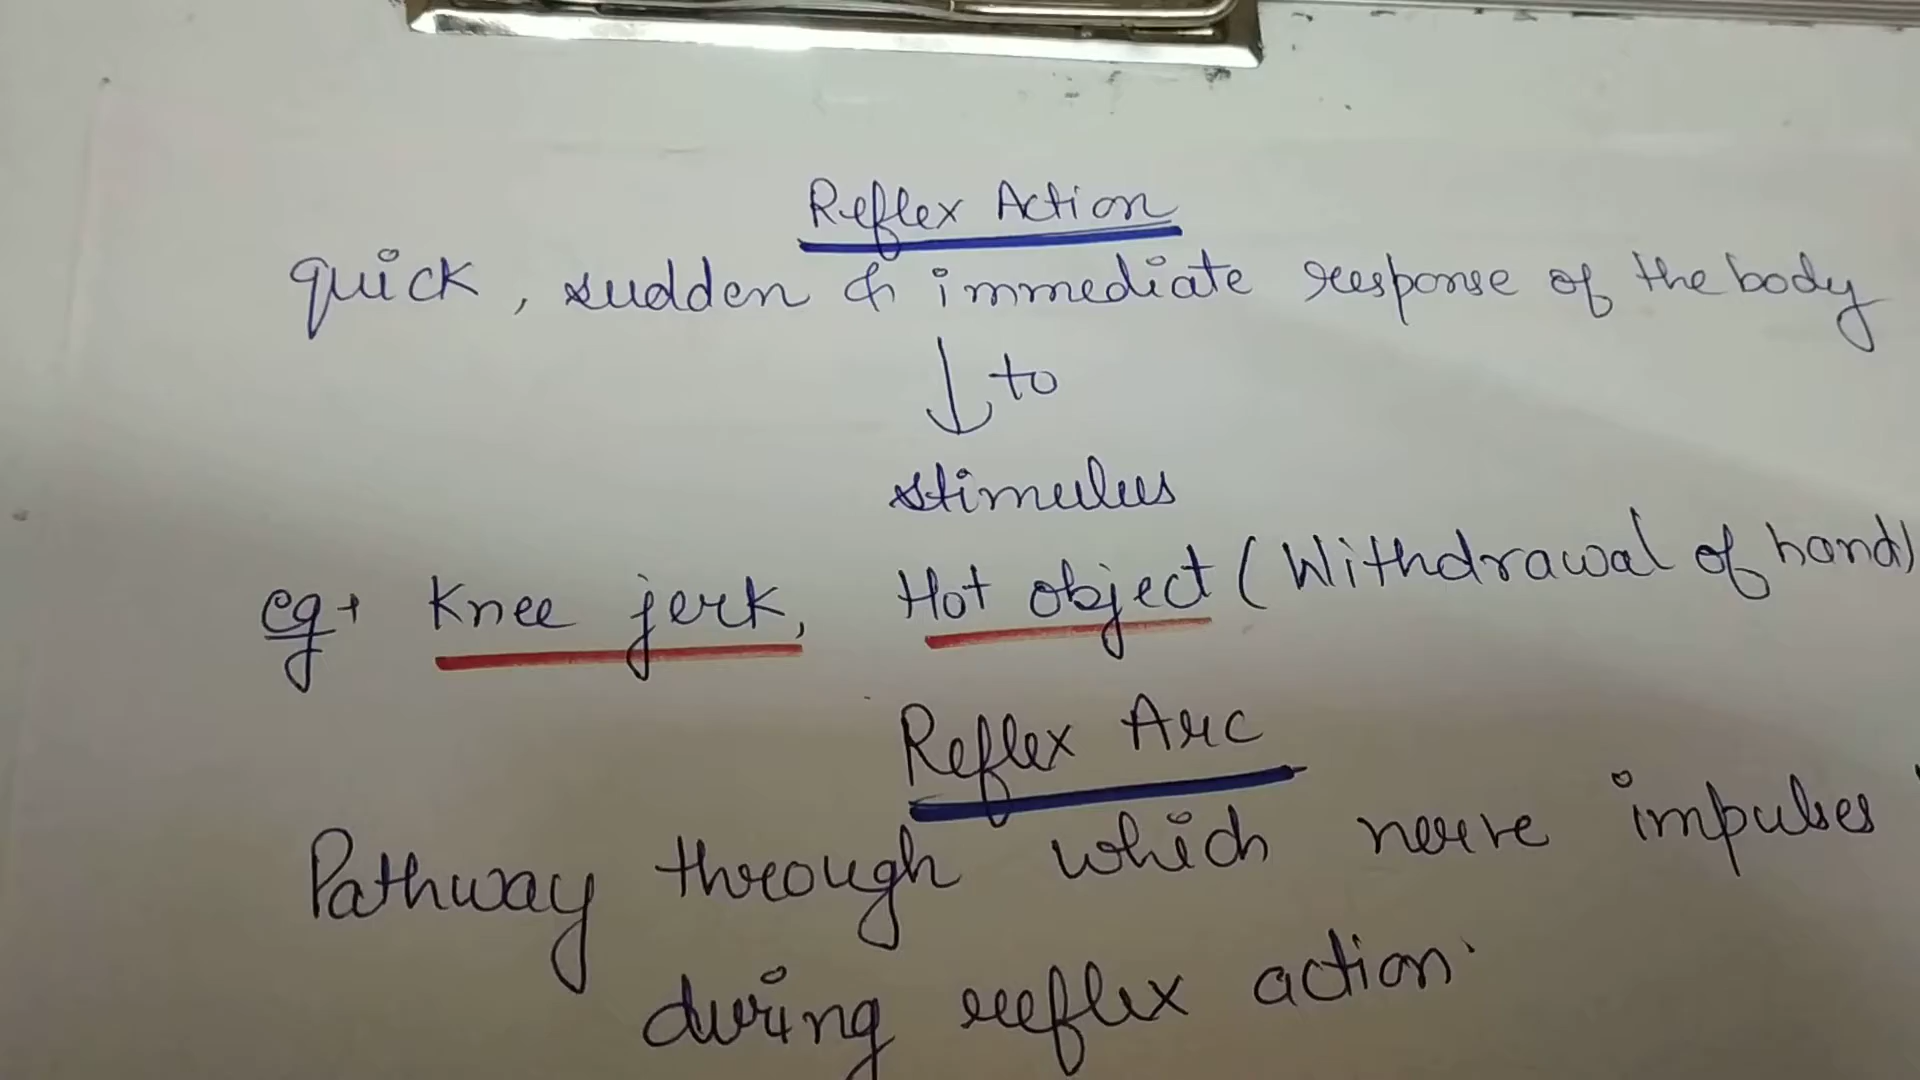 Reflex Action
quick, sudden & immediate response of the body
↓ to
stimulus
eg → Knee jerk, Hot object (Withdrawal of hand)
Reflex Arc
Pathway through which nerve impulses
during reflex action.